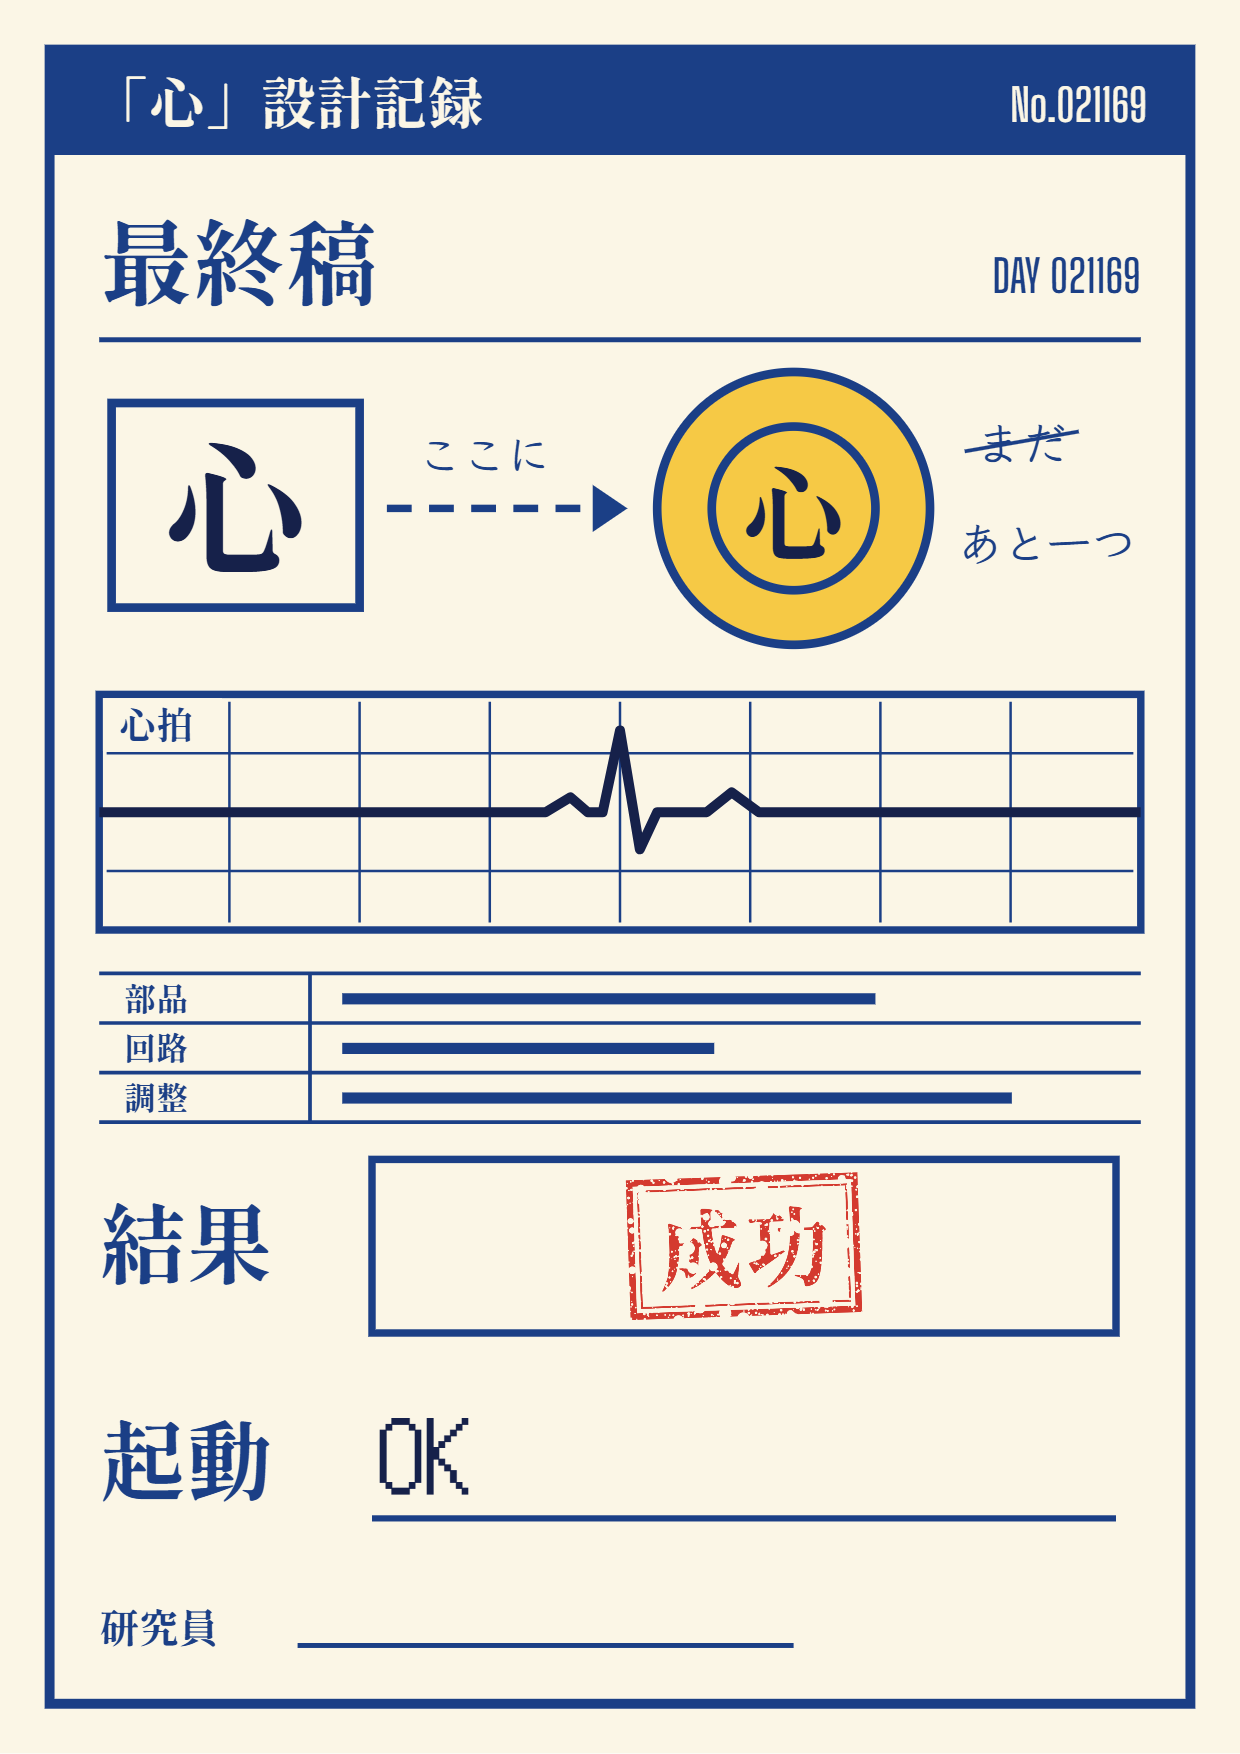 「心」設計記録 No.021169
最終稿 DAY 021169
心
ここに
心
まだ
あと一つ
心拍
部品
回路
調整
結果 成功
起動 OK
研究員